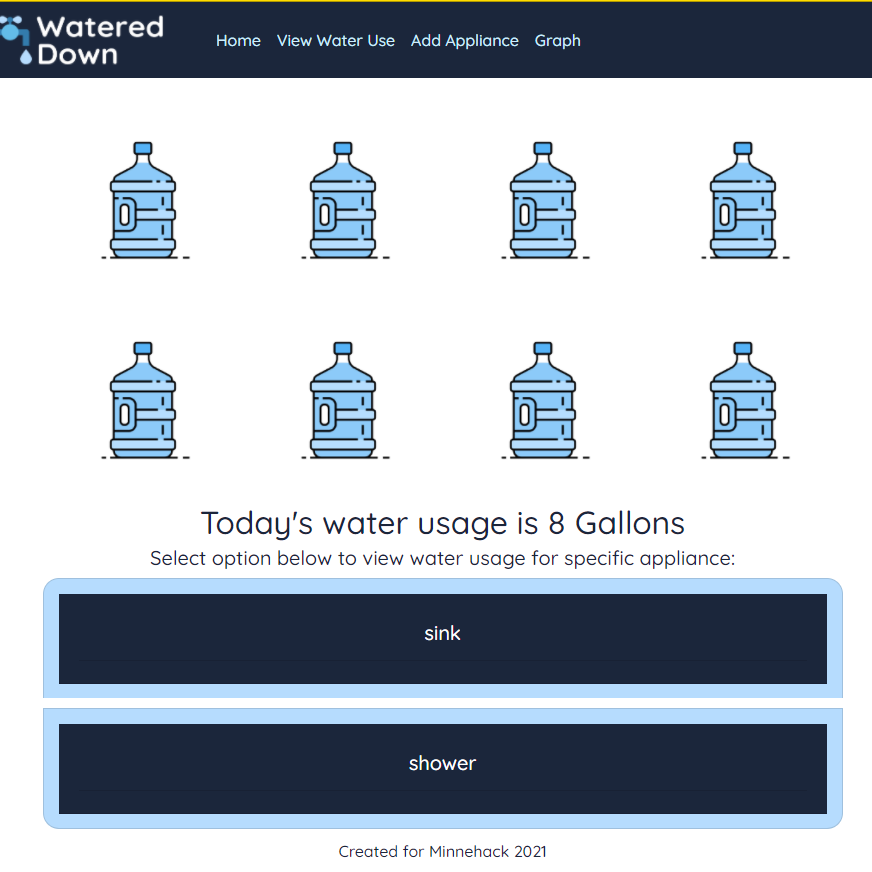 Watered
Down
Home View Water Use Add Appliance Graph
Today's water usage is 8 Gallons
Select option below to view water usage for specific appliance:
sink
shower
Created for Minnehack 2021